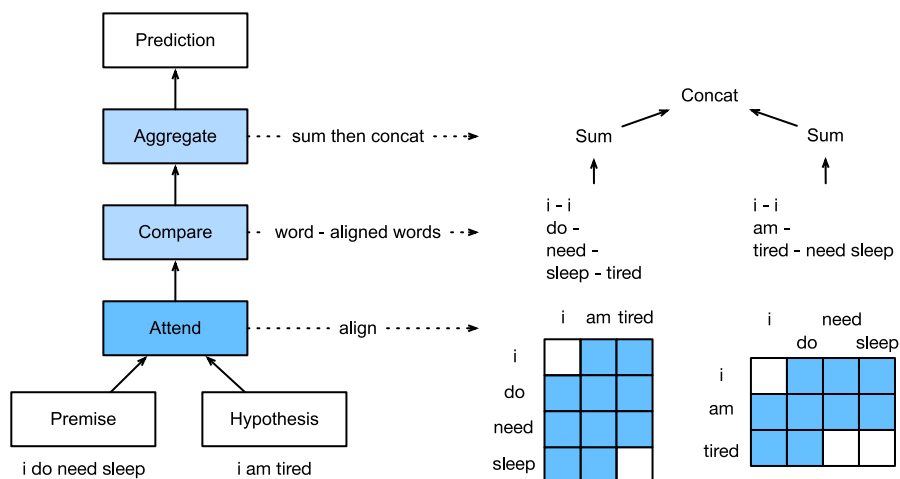 Prediction
Aggregate
sum then concat
Compare
word - aligned words
Attend
align
Premise
Hypothesis
i do need sleep
i am tired
Concat
Sum
Sum
i - i
do -
need -
sleep - tired
i - i
am -
tired - need sleep
i am tired
i
do
need
sleep
i need
do sleep
i
am
tired